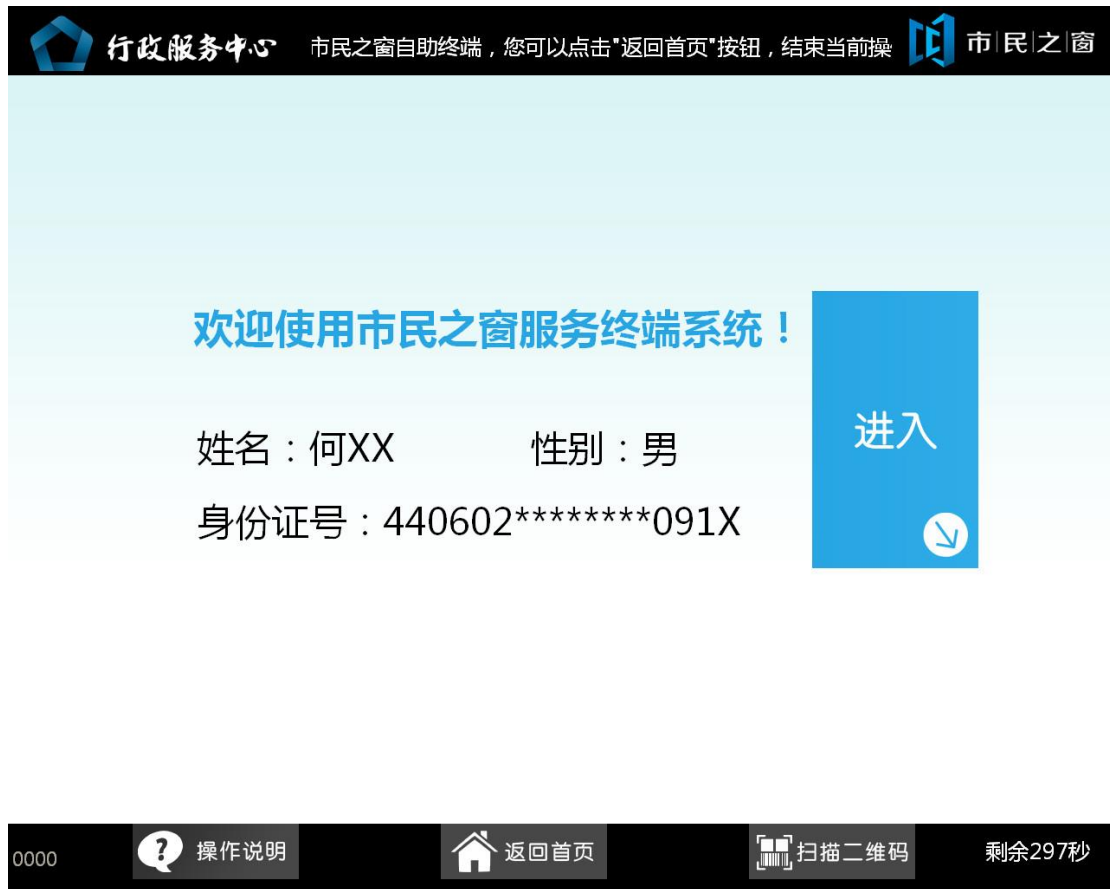 行政服务中心 市民之窗自助终端，您可以点击"返回首页"按钮，结束当前操 市民之窗
欢迎使用市民之窗服务终端系统！
进入
姓名：何XX 性别：男
身份证号：440602********091X
0000 操作说明 返回首页 扫描二维码 剩余297秒